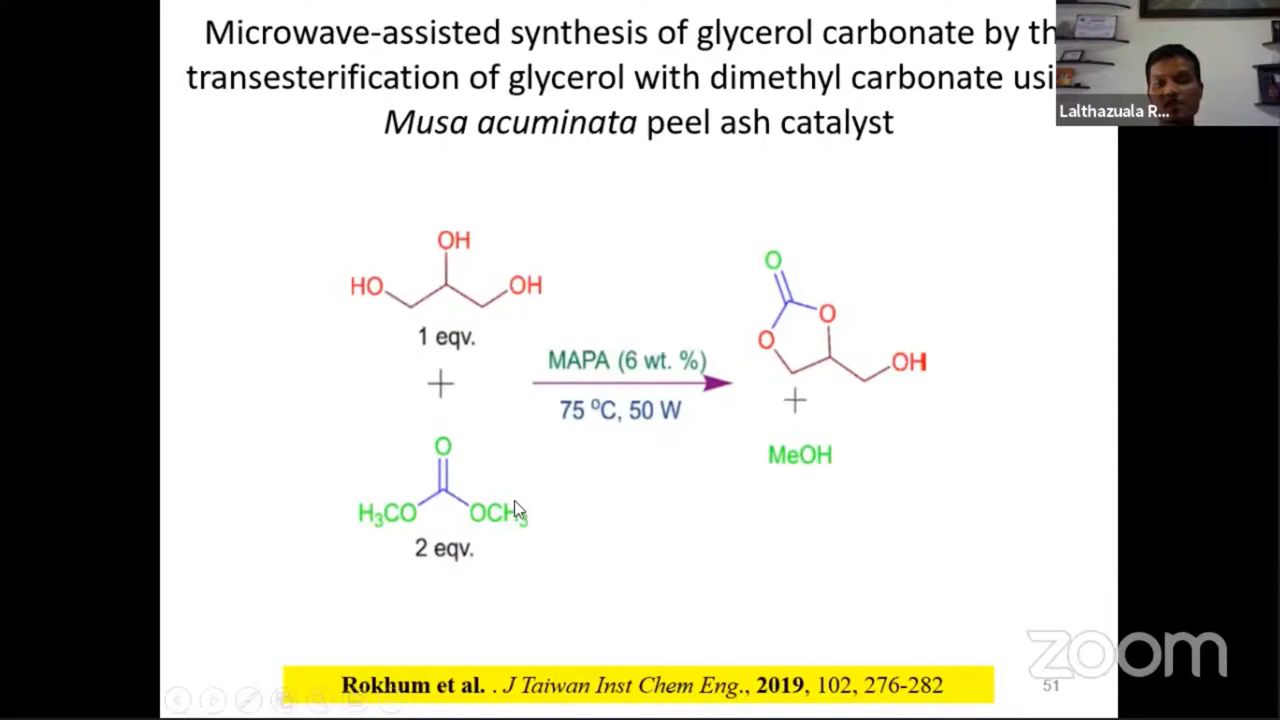 Microwave-assisted synthesis of glycerol carbonate by th
transesterification of glycerol with dimethyl carbonate usi
Musa acuminata peel ash catalyst
Lalthazuala R...
OH
HO
OH
1 eqv.
+
O
H₃CO
OCH₃
2 eqv.
MAPA (6 wt. %)
75 ⁰C, 50 W
O
O
O
OH
+
MeOH
zoom
Rokhum et al. . J Taiwan Inst Chem Eng., 2019, 102, 276-282
51